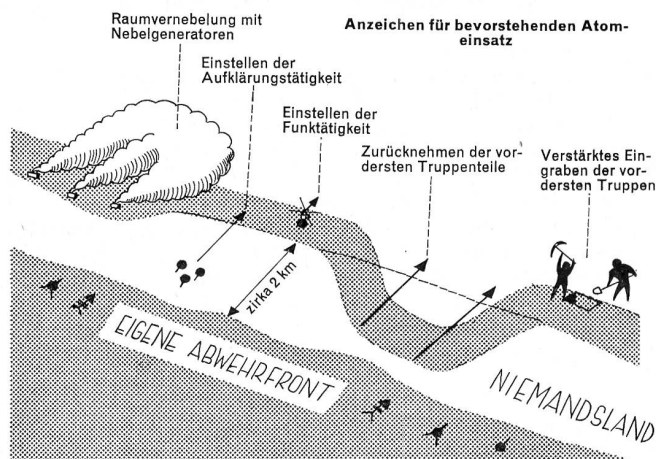 Anzeichen für bevorstehenden Atom-
einsatz
Raumvernebelung mit
Nebelgeneratoren
Einstellen der
Aufklärungstätigkeit
Einstellen der
Funktätigkeit
Zurücknehmen der vor-
dersten Truppenteile
Verstärktes Ein-
graben der vor-
dersten Truppen
zirka 2 km
EIGENE ABWEHRFRONT
NIEMANDSLAND